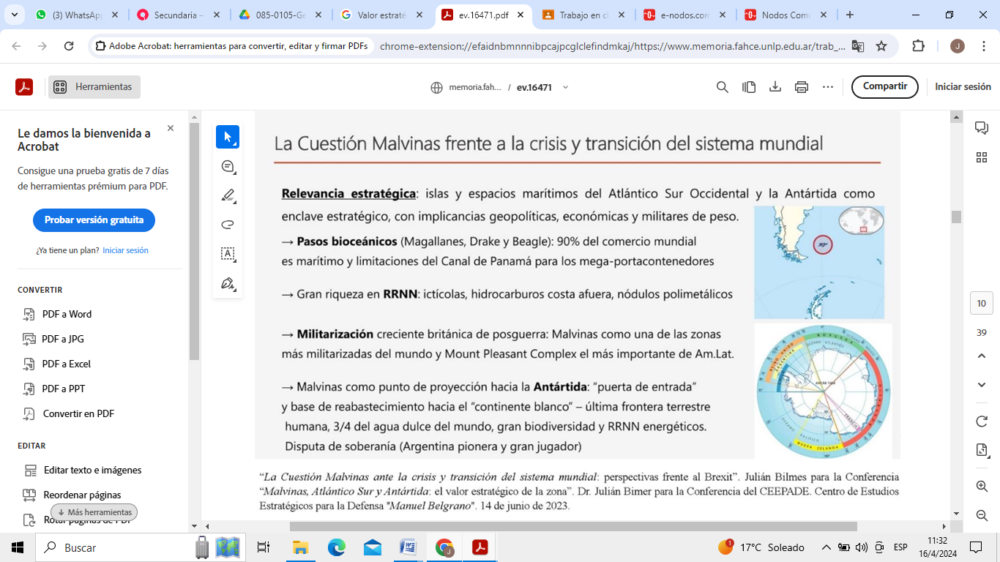 (3) WhatsApp
Secundaria –
085-0105-Ge
Valor estraté
ev.16471.pdf
Trabajo en cl
e-nodos.com
Nodos Comu
Adobe Acrobat: herramientas para convertir, editar y firmar PDFs
chrome-extension://efaidnbmnnnibpcajpcglclefindmkaj/https://www.memoria.fahce.unlp.edu.ar/trab_...
J
Herramientas
memoria.fah... / ev.16471
Compartir
Iniciar sesión
Le damos la bienvenida a
Acrobat
Consigue una prueba gratis de 7 días
de herramientas prémium para PDF.
Probar versión gratuita
¿Ya tiene un plan? Iniciar sesión
CONVERTIR
PDF a Word
PDF a JPG
PDF a Excel
PDF a PPT
Convertir en PDF
EDITAR
Editar texto e imágenes
Reordenar páginas
Rotar páginas de PDF
Más herramientas
La Cuestión Malvinas frente a la crisis y transición del sistema mundial
Relevancia estratégica: islas y espacios marítimos del Atlántico Sur Occidental y la Antártida como
enclave estratégico, con implicancias geopolíticas, económicas y militares de peso.
→ Pasos bioceánicos (Magallanes, Drake y Beagle): 90% del comercio mundial
es marítimo y limitaciones del Canal de Panamá para los mega-portacontenedores
→ Gran riqueza en RRNN: ictícolas, hidrocarburos costa afuera, nódulos polimetálicos
→ Militarización creciente británica de posguerra: Malvinas como una de las zonas
más militarizadas del mundo y Mount Pleasant Complex el más importante de Am.Lat.
→ Malvinas como punto de proyección hacia la Antártida: “puerta de entrada”
y base de reabastecimiento hacia el “continente blanco” – última frontera terrestre
humana, 3/4 del agua dulce del mundo, gran biodiversidad y RRNN energéticos.
Disputa de soberanía (Argentina pionera y gran jugador)
NORUEGA
OCÉANO ATLÁNTICO
REINO UNIDO
ARGENTINA
ANTÁRTIDA
FRANCIA
OCÉANO PACÍFICO
NUEVA ZELANDA
“La Cuestión Malvinas ante la crisis y transición del sistema mundial: perspectivas frente al Brexit”. Julián Bilmes para la Conferencia
“Malvinas, Atlántico Sur y Antártida: el valor estratégico de la zona”. Dr. Julián Bimer para la Conferencia del CEEPADE. Centro de Estudios
Estratégicos para la Defensa "Manuel Belgrano". 14 de junio de 2023.
10
39
Buscar
1
17°C Soleado
ESP
11:32
16/4/2024